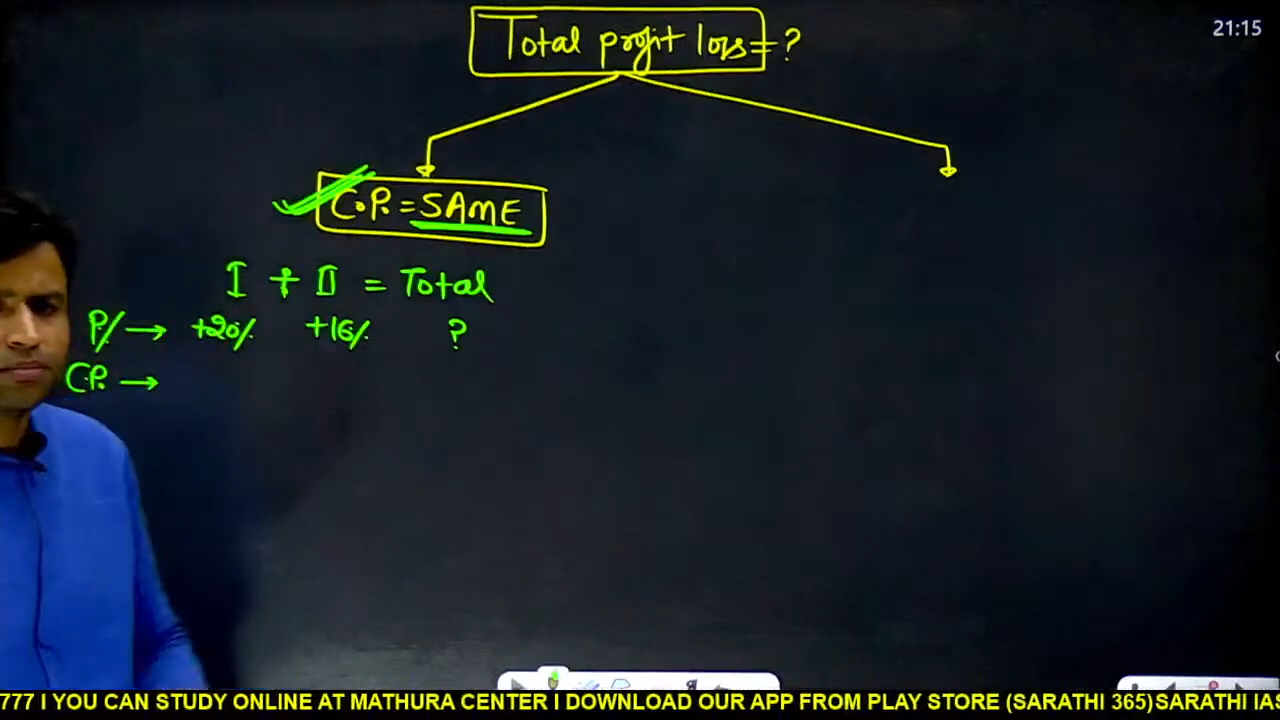 Total profit loss = ?
21:15
C.P. = SAME
I + II = Total
P% → +20% +16% ?
C.P. →
777 I YOU CAN STUDY ONLINE AT MATHURA CENTER I DOWNLOAD OUR APP FROM PLAY STORE (SARATHI 365)SARATHI IAS